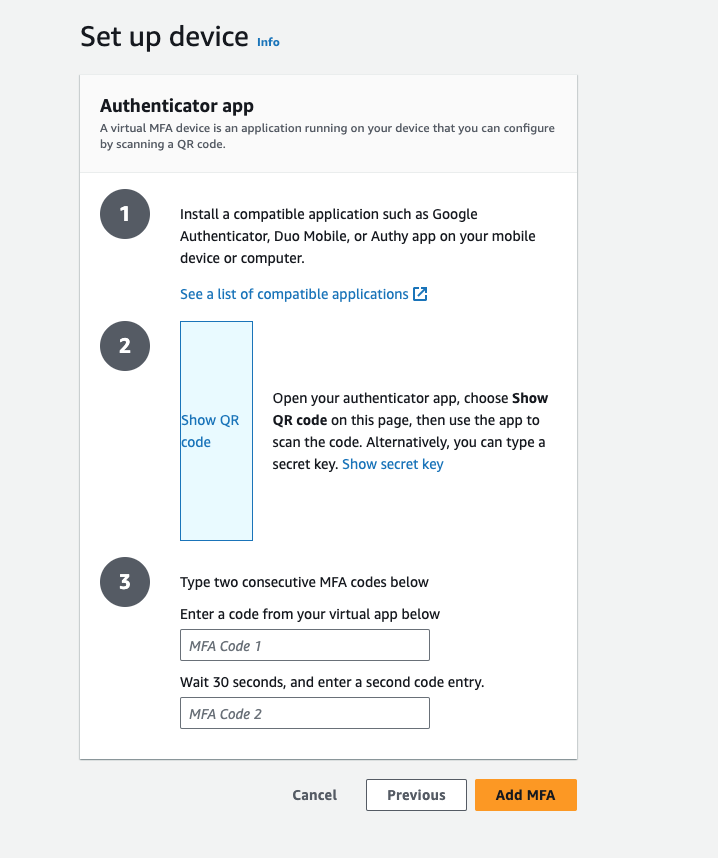 Set up device Info
Authenticator app
A virtual MFA device is an application running on your device that you can configure
by scanning a QR code.
1
Install a compatible application such as Google
Authenticator, Duo Mobile, or Authy app on your mobile
device or computer.
See a list of compatible applications
2
Show QR
code
Open your authenticator app, choose Show
QR code on this page, then use the app to
scan the code. Alternatively, you can type a
secret key. Show secret key
3
Type two consecutive MFA codes below
Enter a code from your virtual app below
MFA Code 1
Wait 30 seconds, and enter a second code entry.
MFA Code 2
Cancel Previous Add MFA